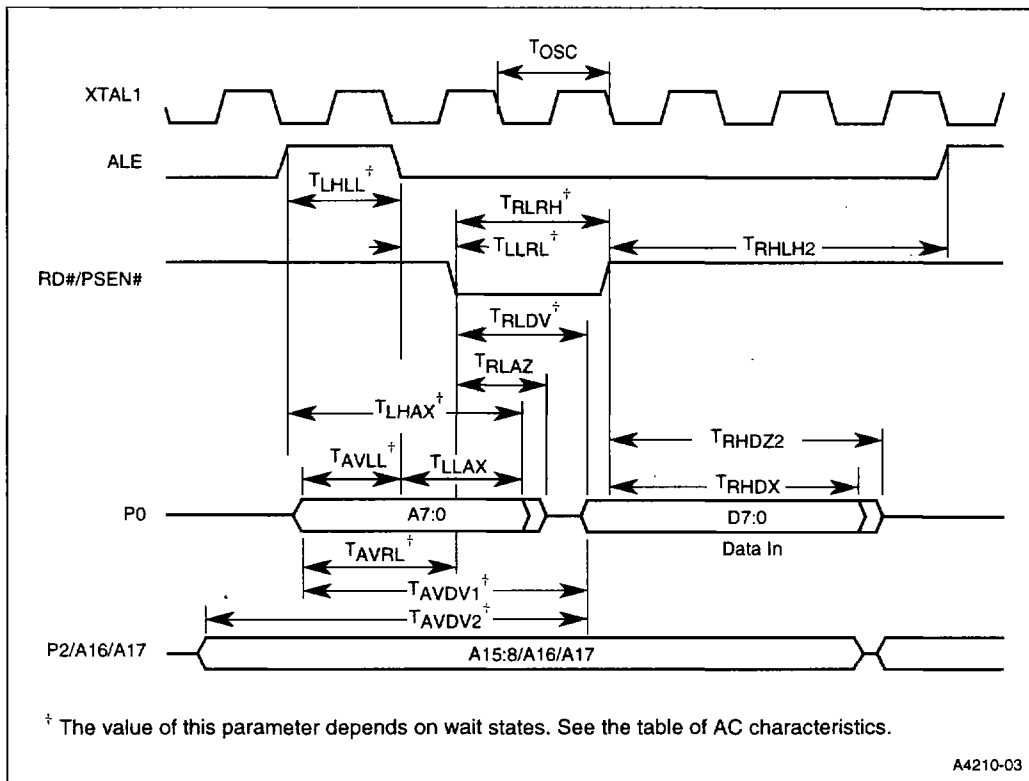 TOSC
XTAL1
ALE
TLHLL†
TRLRH†
TLLRL†
TRHLH2
RD#/PSEN#
TRLDV†
TRLAZ
TLHAX†
TRHDZ2
TAVLL†
TLLAX
TRHDX
P0
A7:0
D7:0
Data In
TAVRL†
TAVDV1†
TAVDV2†
P2/A16/A17
A15:8/A16/A17
† The value of this parameter depends on wait states. See the table of AC characteristics.
A4210-03